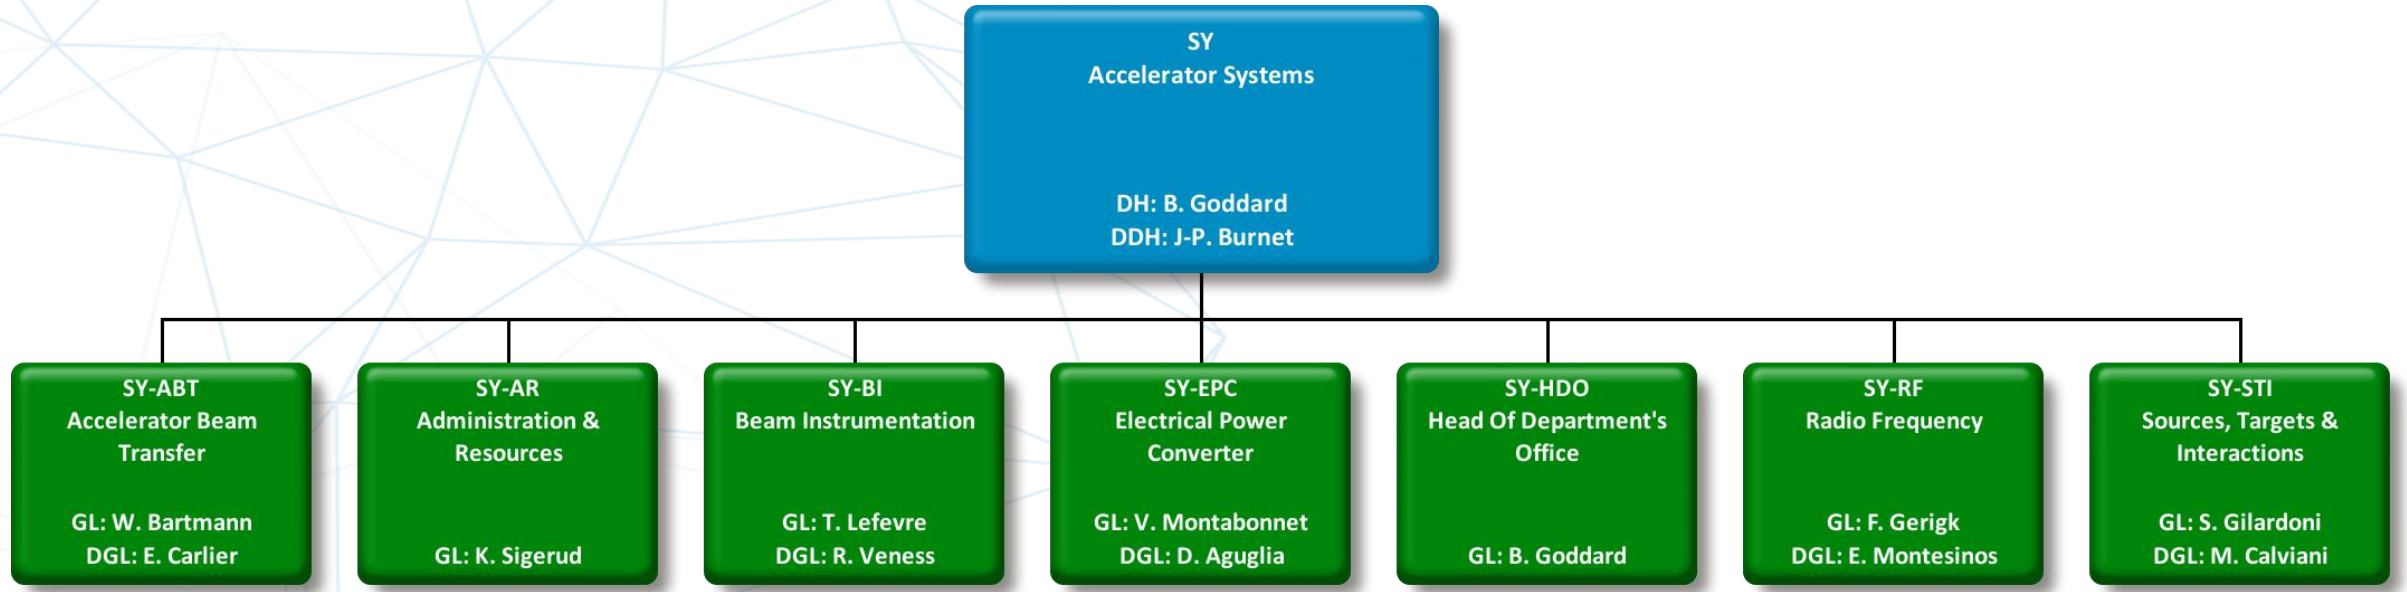 SY
Accelerator Systems
DH: B. Goddard
DDH: J-P. Burnet
SY-ABT
Accelerator Beam
Transfer
GL: W. Bartmann
DGL: E. Carlier
SY-AR
Administration &
Resources
GL: K. Sigerud
SY-BI
Beam Instrumentation
GL: T. Lefevre
DGL: R. Veness
SY-EPC
Electrical Power
Converter
GL: V. Montabonnet
DGL: D. Aguglia
SY-HDO
Head Of Department's
Office
GL: B. Goddard
SY-RF
Radio Frequency
GL: F. Gerigk
DGL: E. Montesinos
SY-STI
Sources, Targets &
Interactions
GL: S. Gilardoni
DGL: M. Calviani